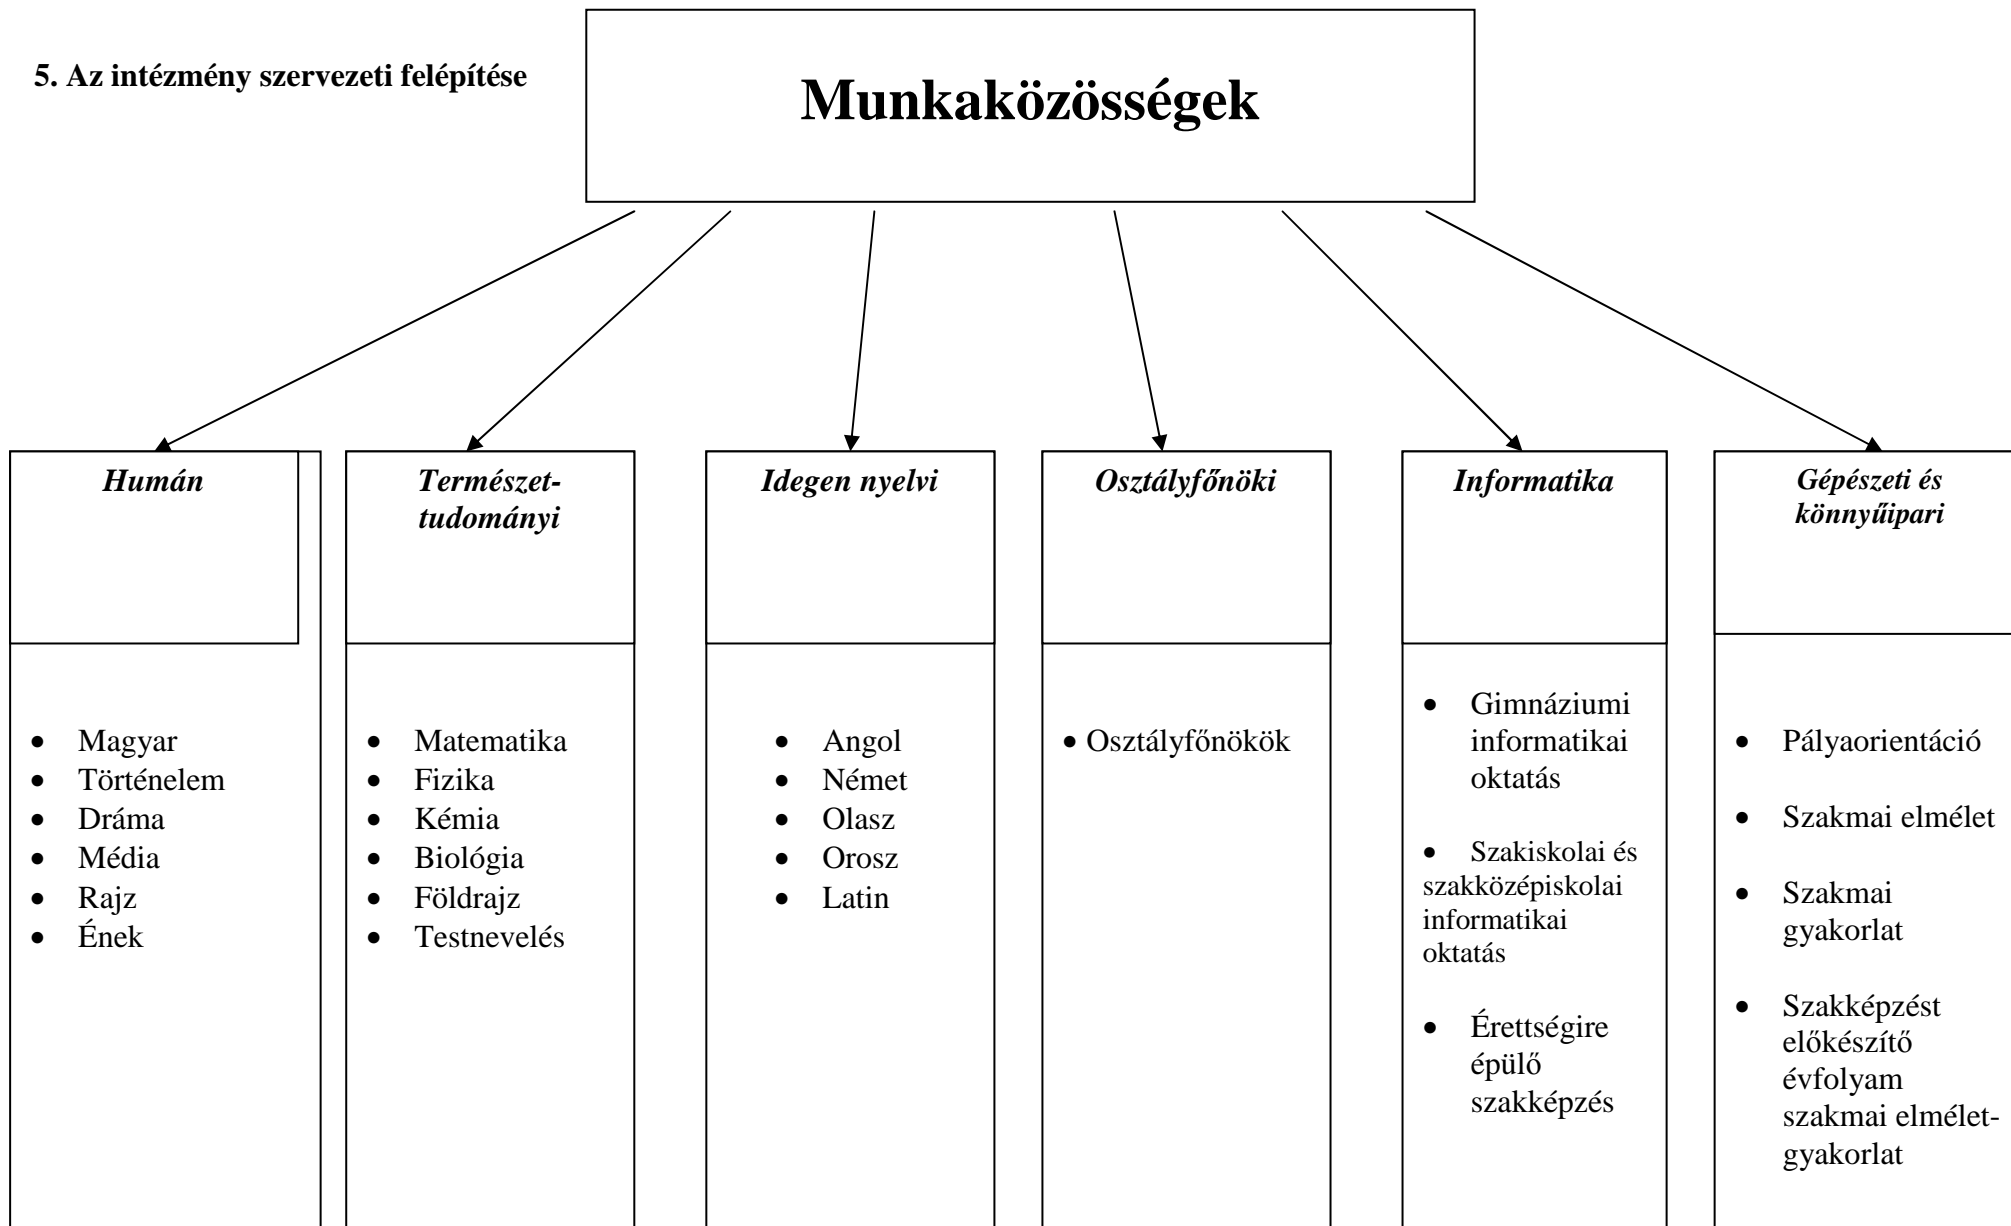 5. Az intézmény szervezeti felépítése
Munkaközösségek
Humán
• Magyar
• Történelem
• Dráma
• Média
• Rajz
• Ének
Természet-
tudományi
• Matematika
• Fizika
• Kémia
• Biológia
• Földrajz
• Testnevelés
Idegen nyelvi
• Angol
• Német
• Olasz
• Orosz
• Latin
Osztályfőnöki
• Osztályfőnökök
Informatika
• Gimnáziumi
informatikai
oktatás
• Szakiskolai és
szakközépiskolai
informatikai
oktatás
• Érettségire
épülő
szakképzés
Gépészeti és
könnyűipari
• Pályaorientáció
• Szakmai elmélet
• Szakmai
gyakorlat
• Szakképzést
előkészítő
évfolyam
szakmai elmélet-
gyakorlat